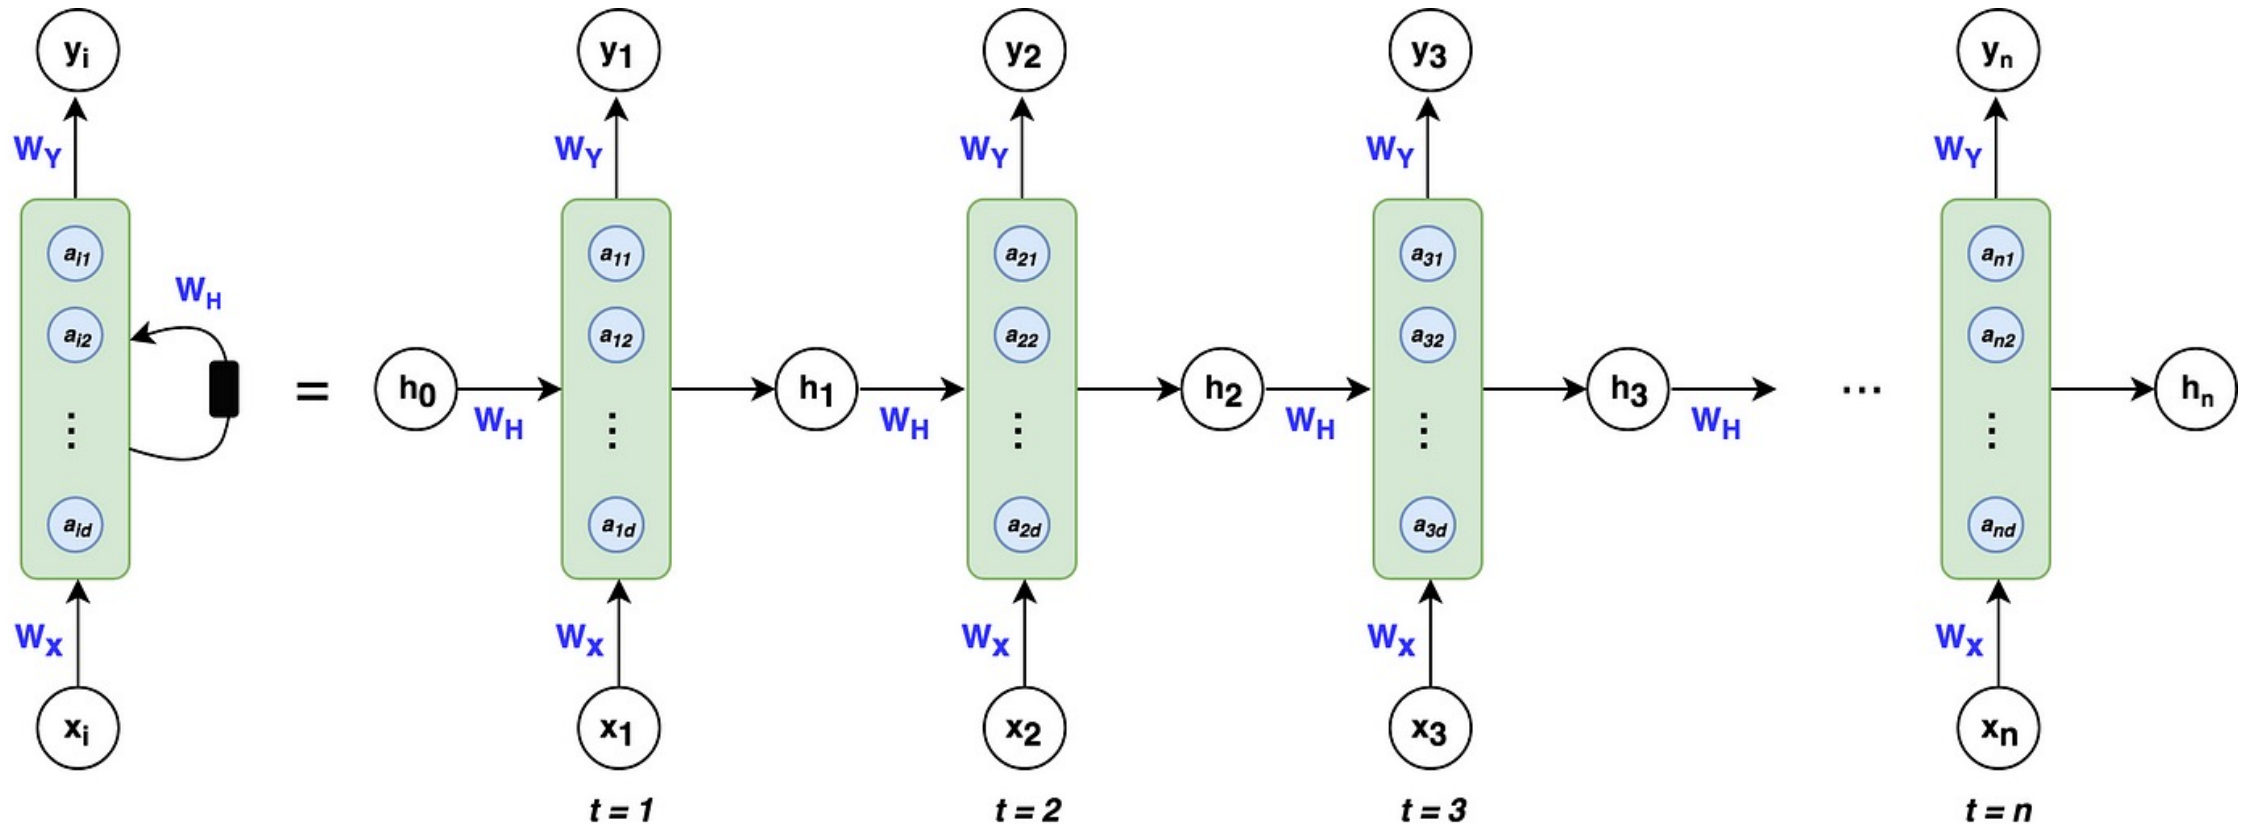 yi y1 y2 y3 yn
WY WY WY WY WY
ai1 a11 a21 a31 an1
WH
ai2 a12 a22 a32 an2
= h0 h1 h2 h3 ... hn
WH WH WH WH
⋮ ⋮ ⋮ ⋮ ⋮
aid a1d a2d a3d and
WX WX WX WX WX
xi x1 x2 x3 xn
t = 1 t = 2 t = 3 t = n